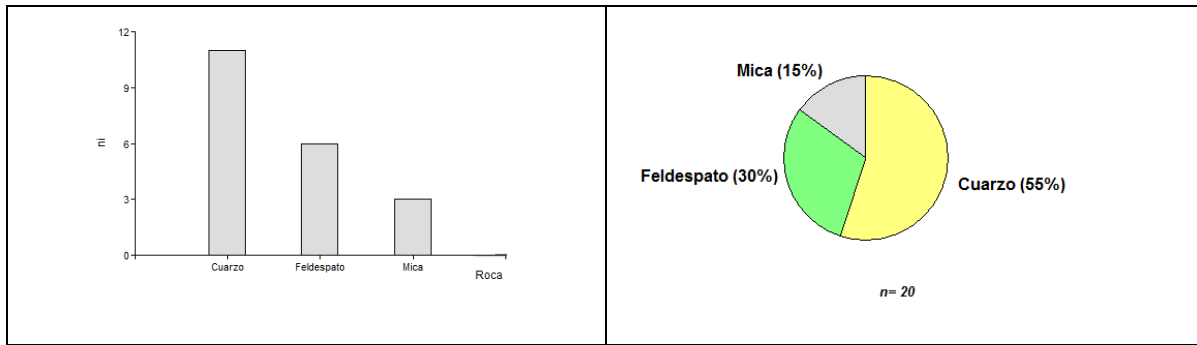 12
9
ni
6
3
0
Cuarzo
Feldespato
Mica
Roca
Mica (15%)
Feldespato (30%)
Cuarzo (55%)
n= 20